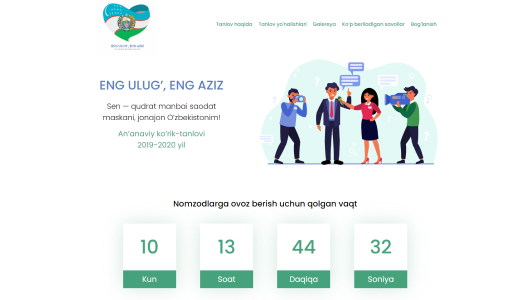 Tanlov haqida Tanlov yo'nalishlari Galereya Ko'p beriladigan savollar Bog'lanish
ENG ULUG‘, ENG AZIZ
Sen — qudrat manbai saodat
maskani, jonajon O‘zbekistonim!
An’anaviy ko‘rik-tanlovi
2019-2020 yil
Nomzodlarga ovoz berish uchun qolgan vaqt
10 13 44 32
Kun Soat Daqiqa Soniya